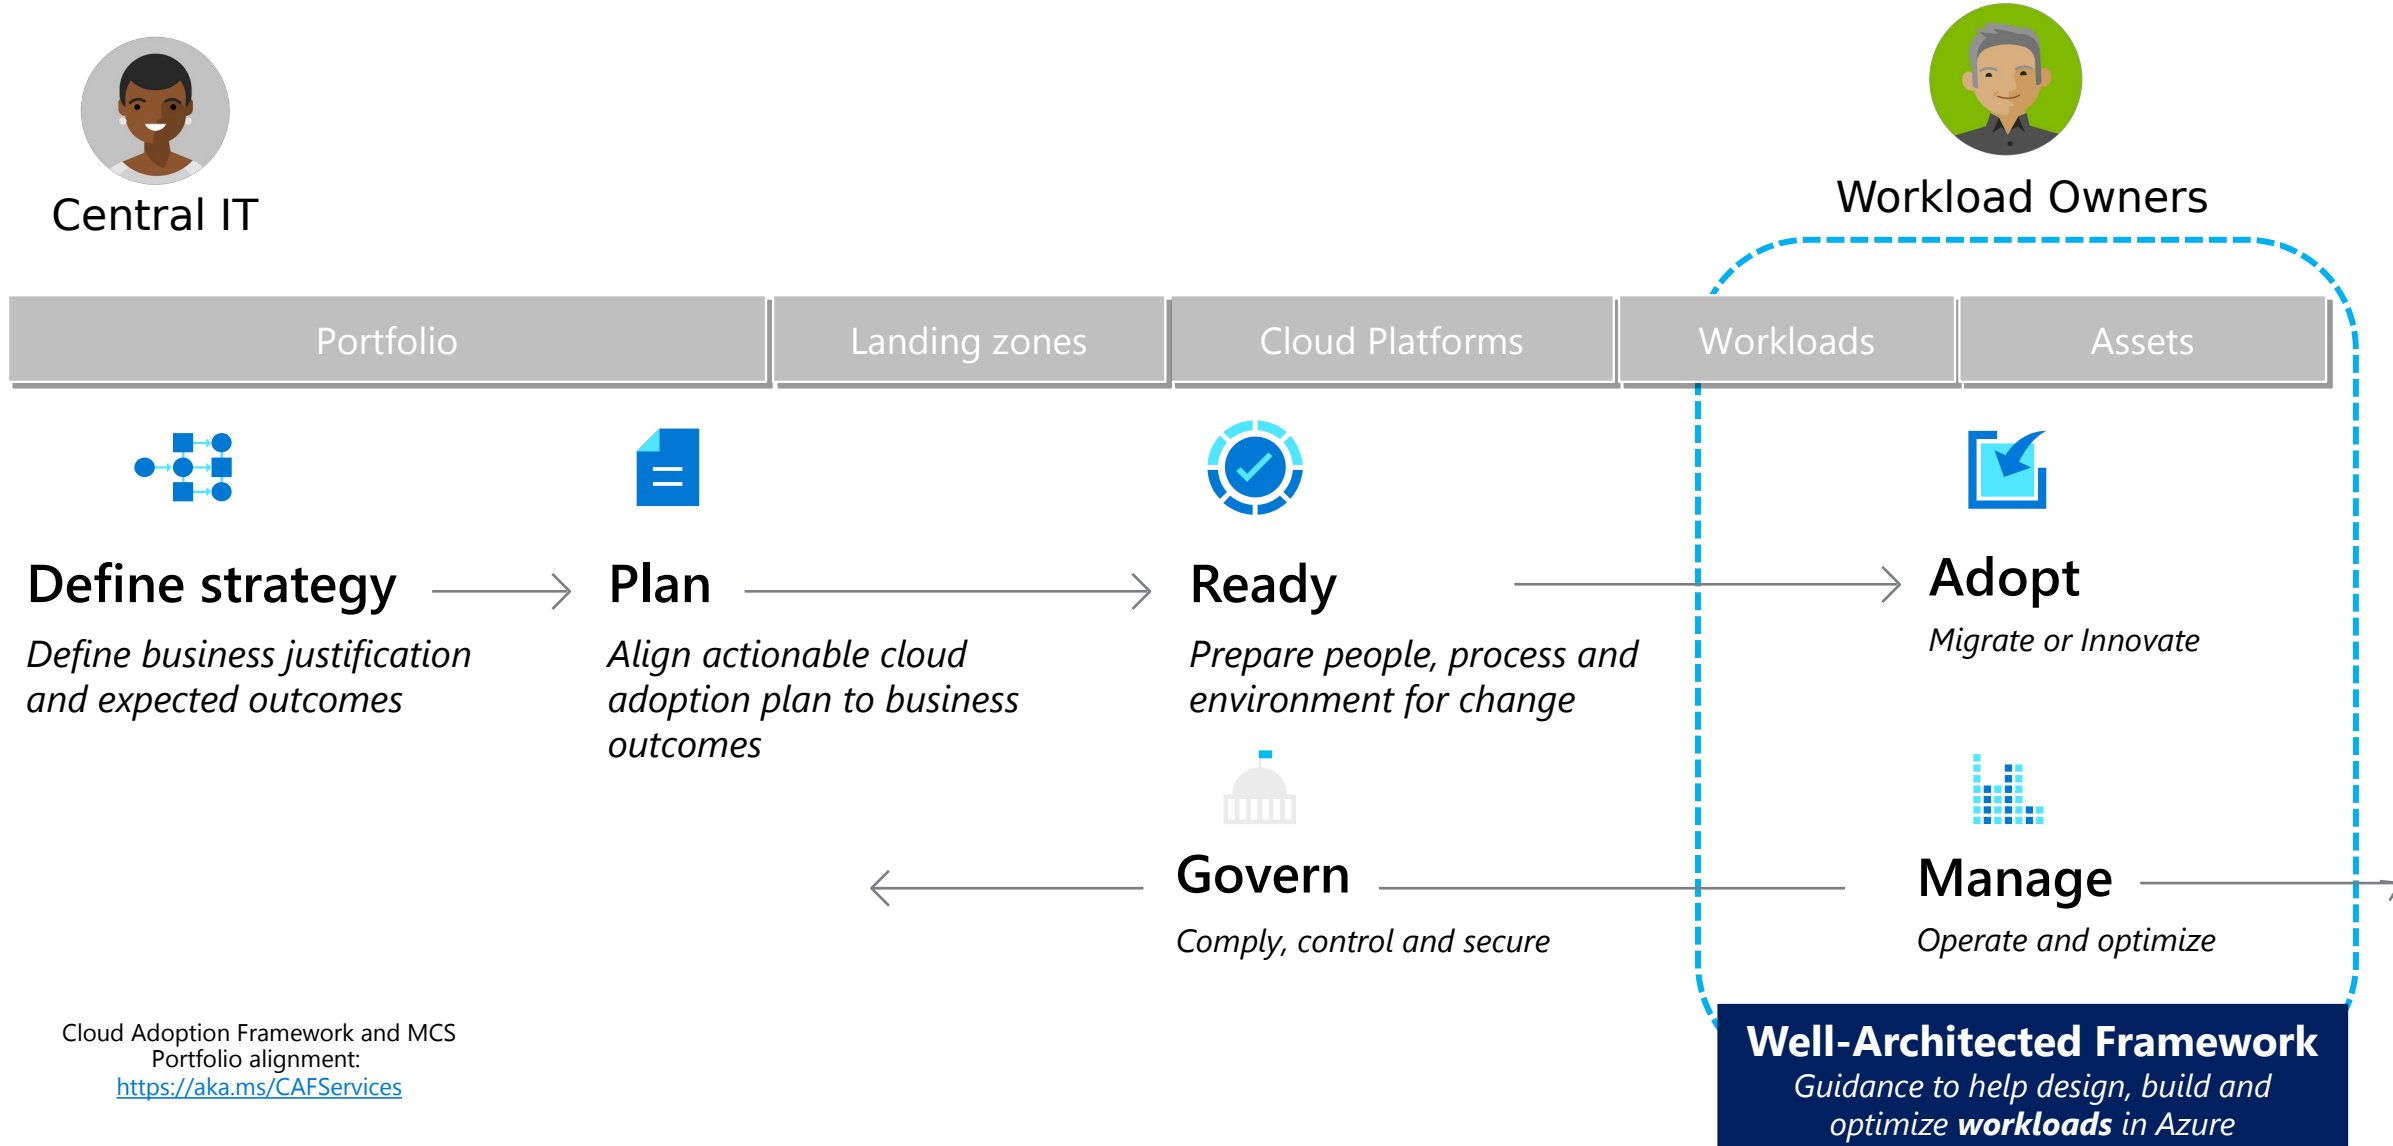 Central IT
Workload Owners
Portfolio
Landing zones
Cloud Platforms
Workloads
Assets
Define strategy
Define business justification
and expected outcomes
Plan
Align actionable cloud
adoption plan to business
outcomes
Ready
Prepare people, process and
environment for change
Adopt
Migrate or Innovate
Govern
Comply, control and secure
Manage
Operate and optimize
Cloud Adoption Framework and MCS
Portfolio alignment:
https://aka.ms/CAFServices
Well-Architected Framework
Guidance to help design, build and
optimize workloads in Azure